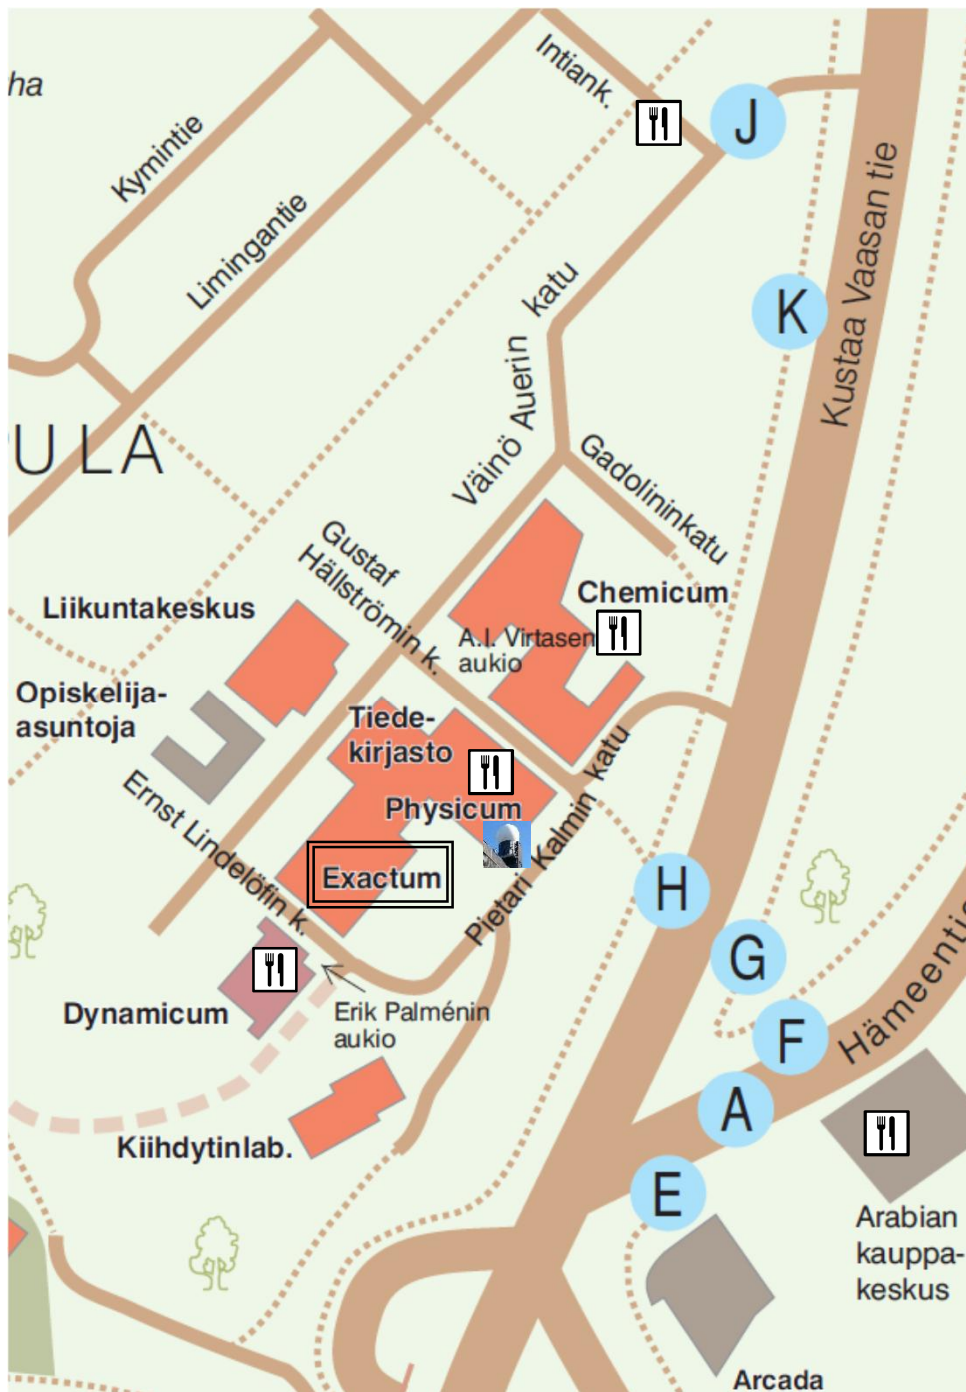 ha
Intiank.
J
Kymintie
Limingantie
katu
K
Kustaa Vaasan tie
Väinö Auerin
ULA
Gadolininkatu
Gustaf
Hällströmin k.
Chemicum
Liikuntakeskus
A.I. Virtasen
aukio
Opiskelija-
asuntoja
Tiede-
kirjasto
Physicum
Ernst Lindelöfin k.
Exactum
Pietari Kalmin katu
H
G
Dynamicum
Erik Palménin
aukio
F
Hämeentie
A
Kiihdytinlab.
E
Arabian
kauppa-
keskus
Arcada